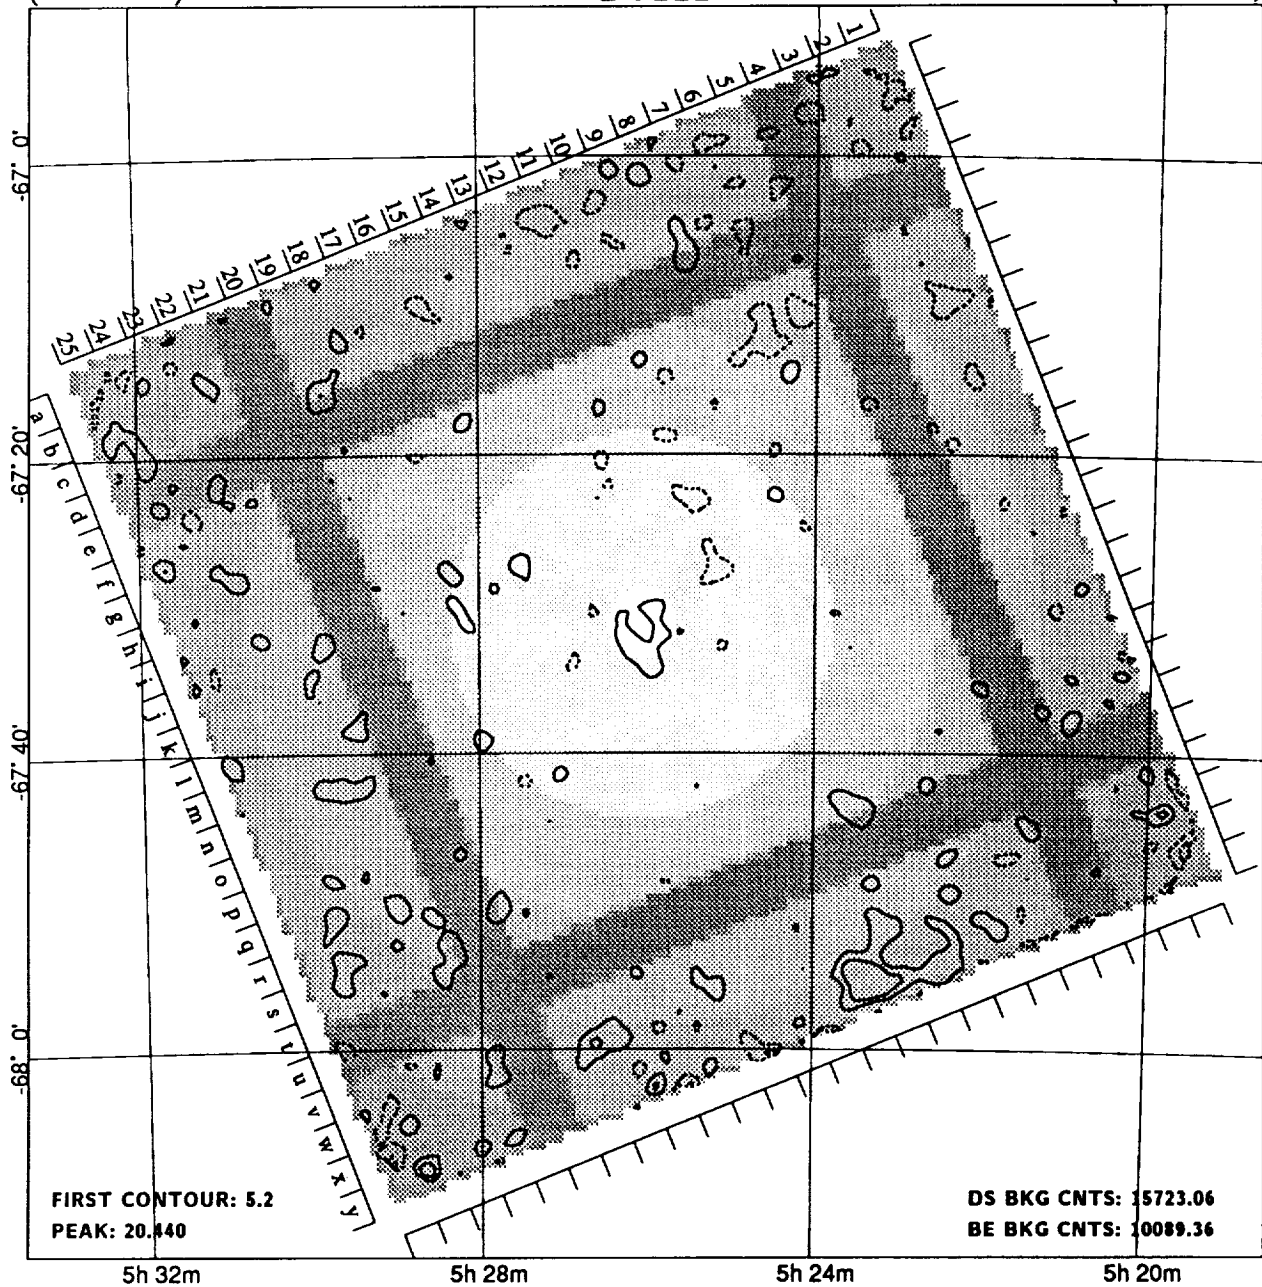 1 2 3 4 5 6 7 8 9 10 11 12 13 14 15 16 17 18 19 20 21 22 23 24 25
a b c d e f g h i j k l m n o p q r s t u v w x y
-67° 0'
-67° 20'
-67° 40'
-68° 0'
FIRST CONTOUR: 5.2
PEAK: 20.440
DS BKG CNTS: 15723.06
BE BKG CNTS: 10089.36
5h 32m 5h 28m 5h 24m 5h 20m